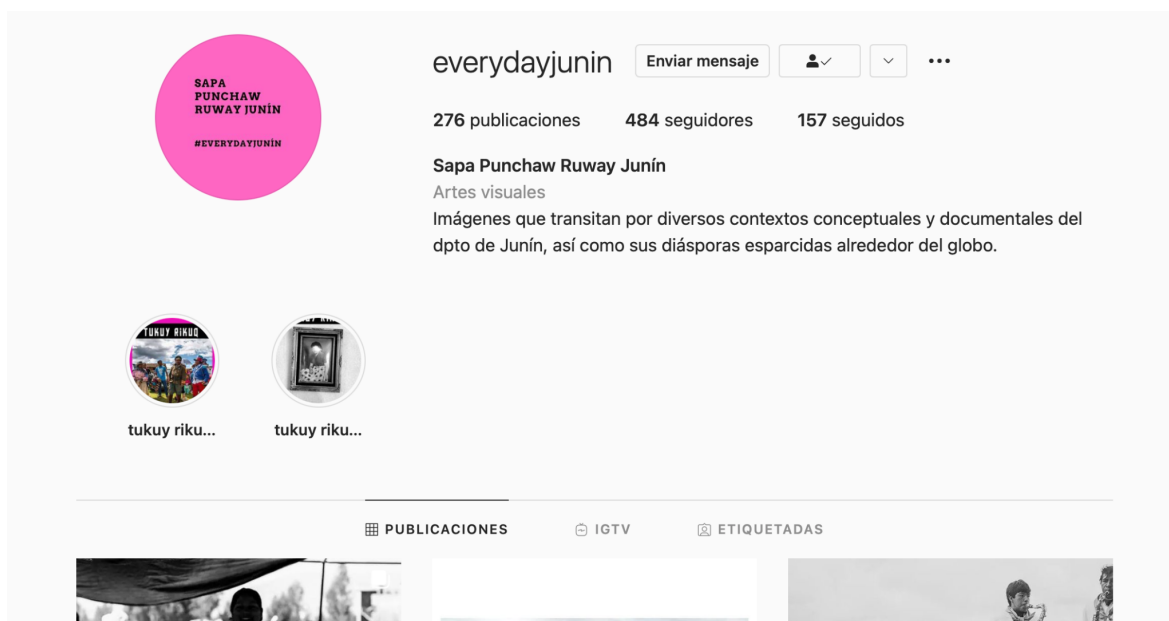 SAPA
PUNCHAW
RUWAY JUNÍN
#EVERYDAYJUNÍN
everydayjunin Enviar mensaje
276 publicaciones 484 seguidores 157 seguidos
Sapa Punchaw Ruway Junín
Artes visuales
Imágenes que transitan por diversos contextos conceptuales y documentales del
dpto de Junín, así como sus diásporas esparcidas alrededor del globo.
TUKUY RIKUQ
tukuy riku... tukuy riku...
PUBLICACIONES IGTV ETIQUETADAS